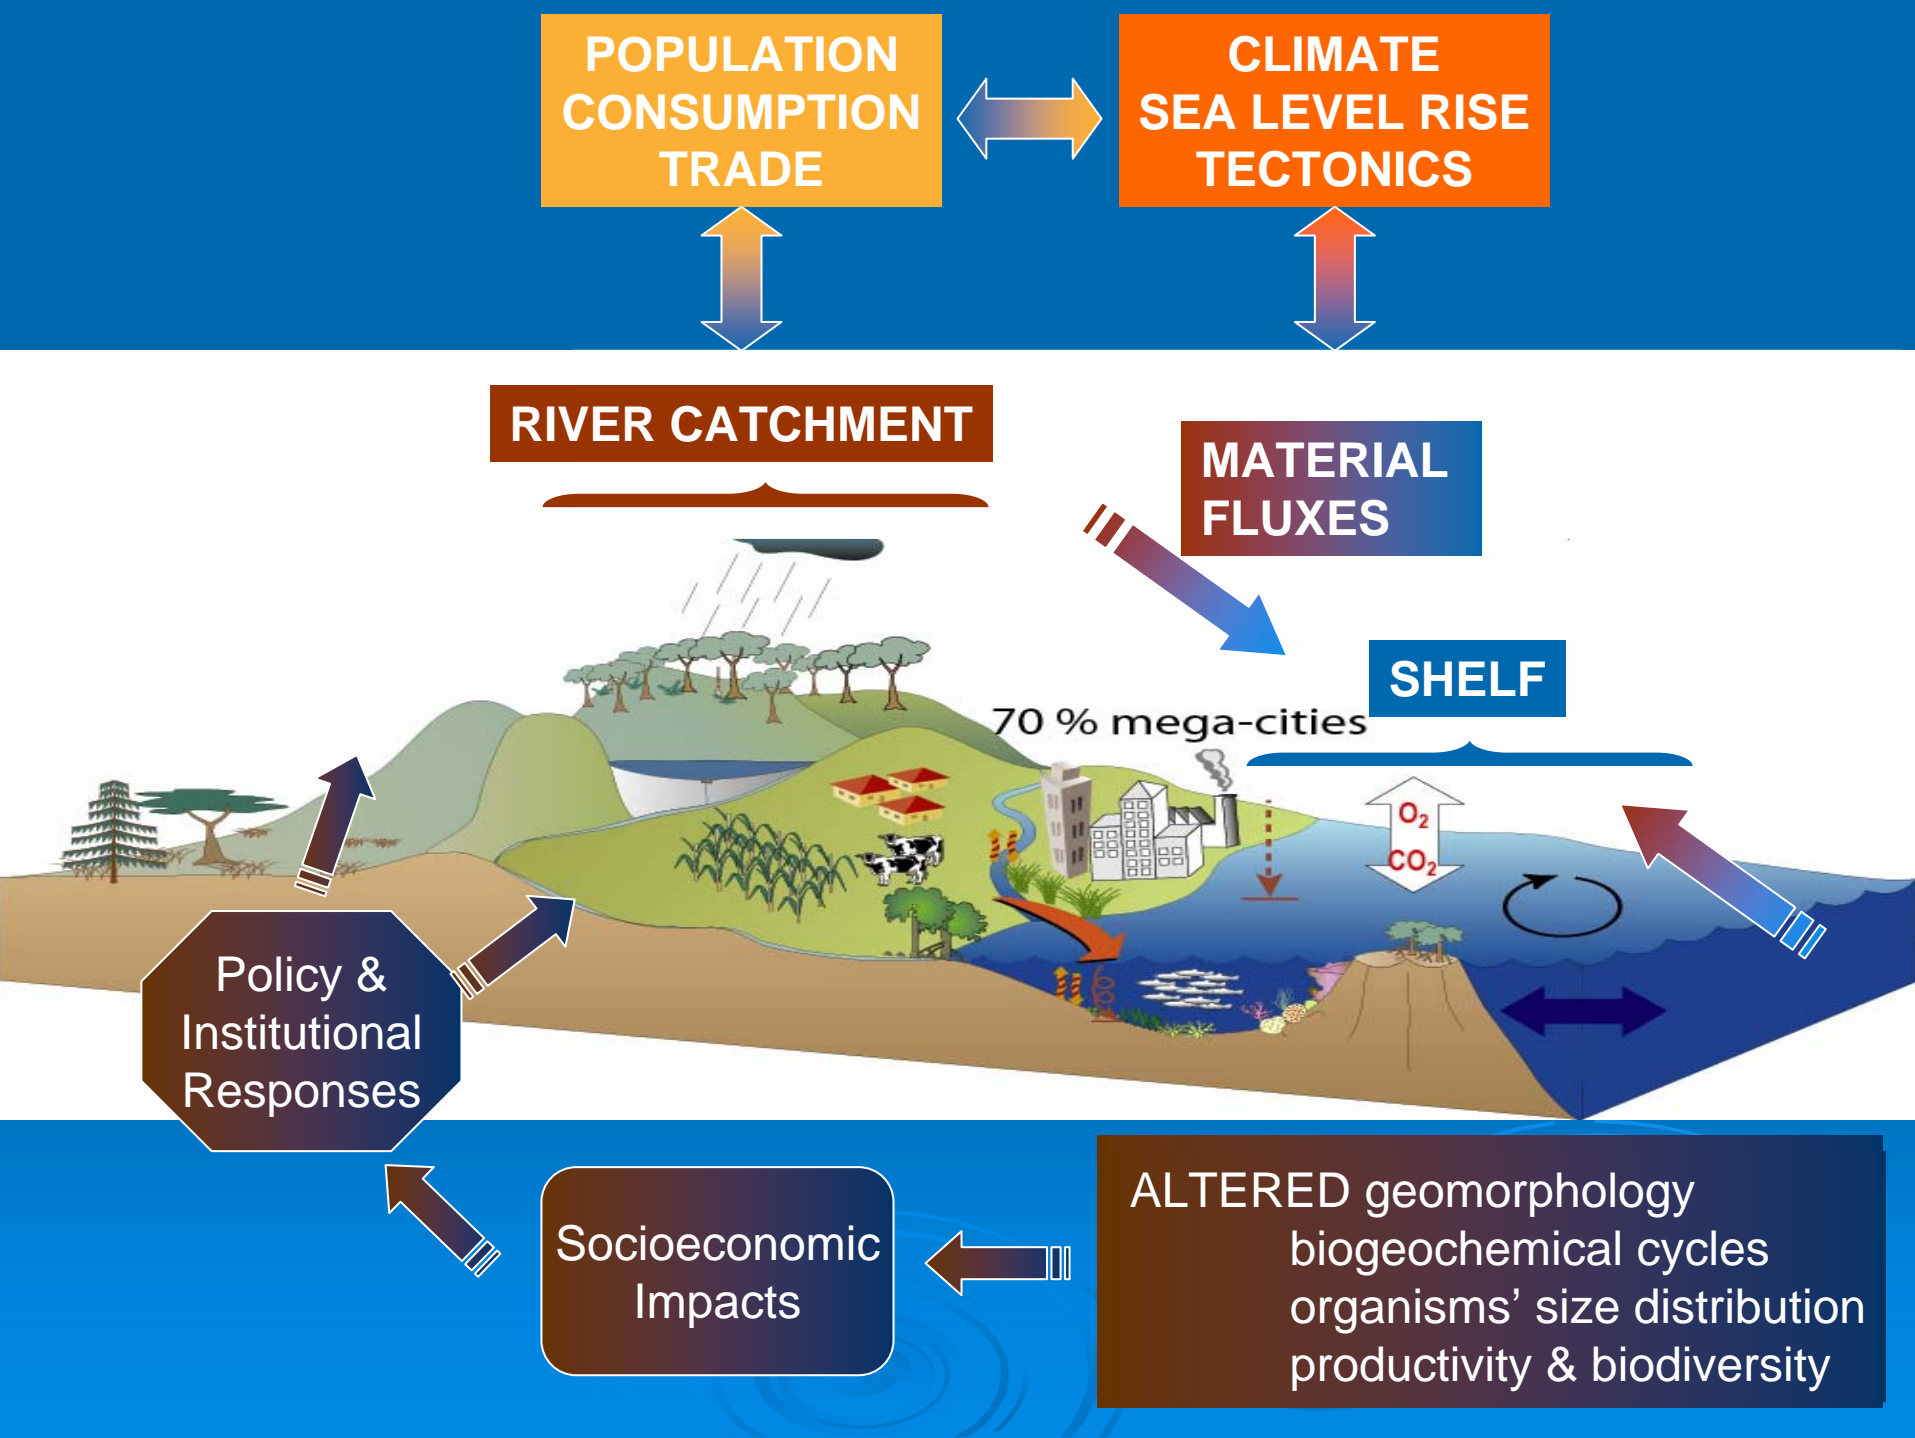 POPULATION
CONSUMPTION
TRADE
CLIMATE
SEA LEVEL RISE
TECTONICS
RIVER CATCHMENT
MATERIAL
FLUXES
SHELF
70 % mega-cities
O₂
CO₂
Policy &
Institutional
Responses
Socioeconomic
Impacts
ALTERED geomorphology
biogeochemical cycles
organisms’ size distribution
productivity & biodiversity